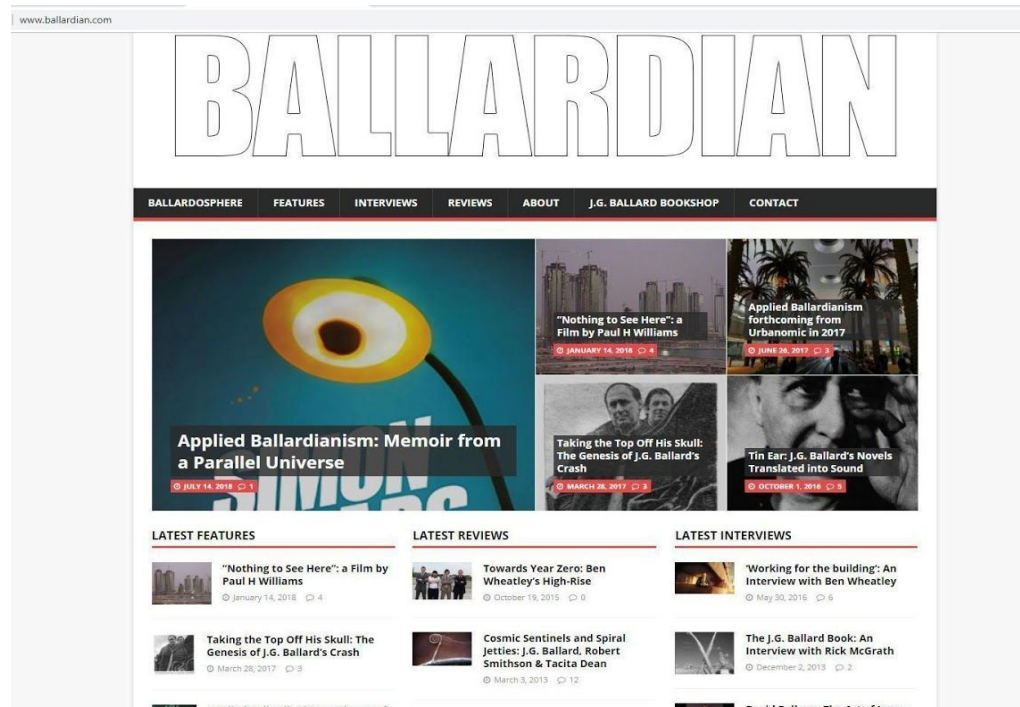 www.ballardian.com
BALLARDIAN
BALLARDOSPHERE FEATURES INTERVIEWS REVIEWS ABOUT J.G. BALLARD BOOKSHOP CONTACT
SIMON
Applied Ballardianism: Memoir from
a Parallel Universe
JULY 14, 2018 1
"Nothing to See Here": a
Film by Paul H Williams
JANUARY 14, 2018 4
Applied Ballardianism
forthcoming from
Urbanomic in 2017
JUNE 26, 2017 3
Taking the Top Off His Skull:
The Genesis of J.G. Ballard's
Crash
MARCH 28, 2017 3
Tin Ear: J.G. Ballard's Novels
Translated into Sound
OCTOBER 1, 2016 5
LATEST FEATURES
"Nothing to See Here": a Film by
Paul H Williams
January 14, 2018 4
Taking the Top Off His Skull: The
Genesis of J.G. Ballard's Crash
March 28, 2017 3
LATEST REVIEWS
Towards Year Zero: Ben
Wheatley's High-Rise
October 19, 2015 0
Cosmic Sentinels and Spiral
Jetties: J.G. Ballard, Robert
Smithson & Tacita Dean
March 3, 2013 12
LATEST INTERVIEWS
'Working for the building': An
Interview with Ben Wheatley
May 30, 2016 6
The J.G. Ballard Book: An
Interview with Rick McGrath
December 2, 2013 2